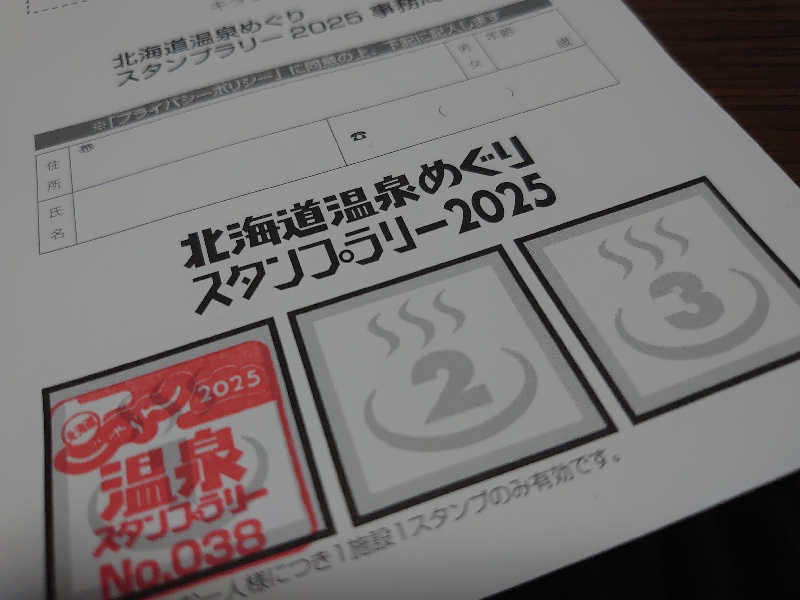 北海道温泉めぐり
スタンプラリー 2025 事務局
※「プライバシーポリシー」に同意の上、下記に記入します
住所
〒
☎ ( )
男
女
年齢
歳
氏名
北海道温泉めぐり
スタンプラリー2025
2025
温泉
スタンプラリー
No.038
2
3
一人様につき1施設1スタンプのみ有効です。